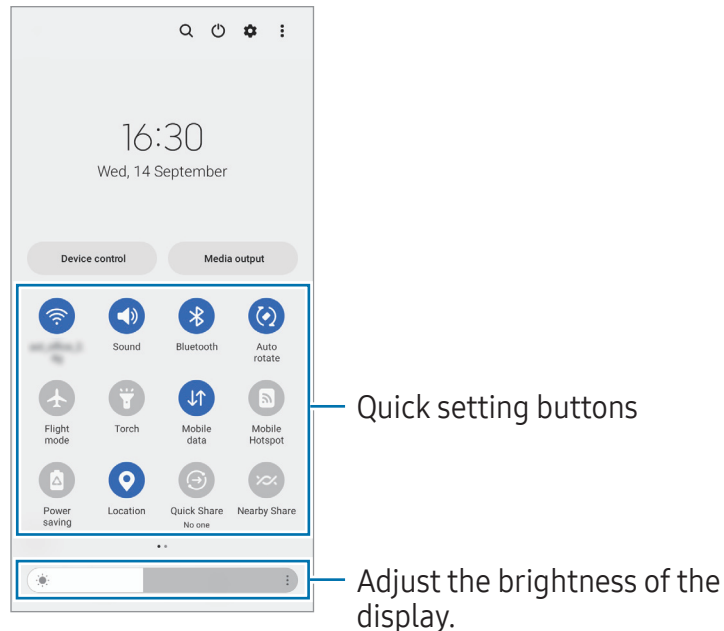 16:30
Wed, 14 September
Device control
Media output
Sound
Bluetooth
Auto
rotate
Flight
mode
Torch
Mobile
data
Mobile
Hotspot
Power
saving
Location
Quick Share
No one
Nearby Share
Quick setting buttons
Adjust the brightness of the
display.